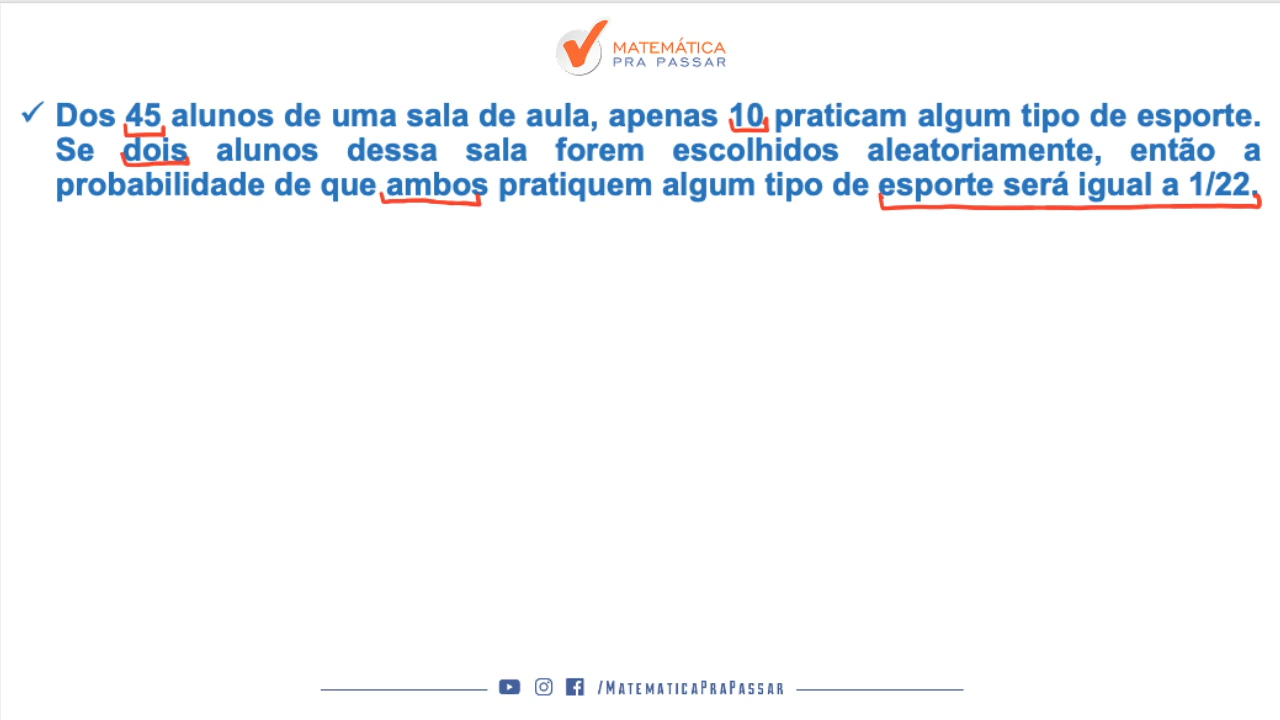 MATEMÁTICA
PRA PASSAR
Dos 45 alunos de uma sala de aula, apenas 10 praticam algum tipo de esporte.
Se dois alunos dessa sala forem escolhidos aleatoriamente, então a
probabilidade de que ambos pratiquem algum tipo de esporte será igual a 1/22.
/MATEMATICAPRAPASSAR